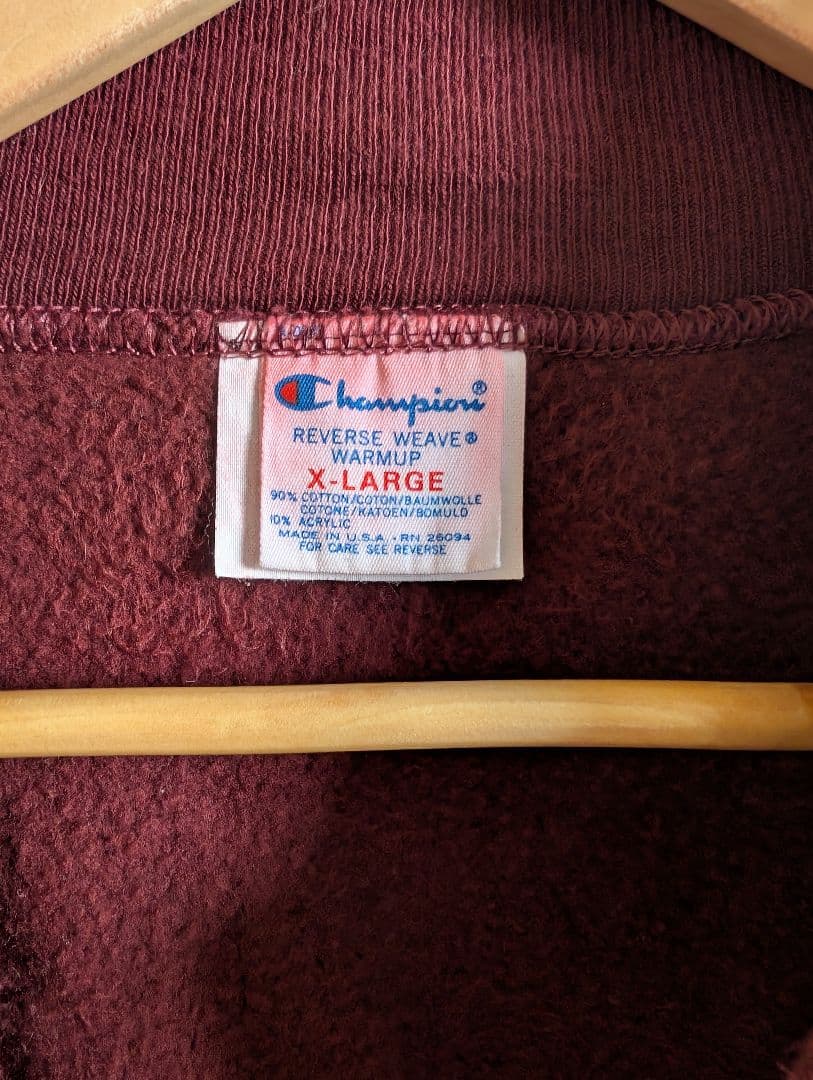 Champion®
REVERSE WEAVE®
WARMUP
X-LARGE
90% COTTON/COTON/BAUMWOLLE
COTONE/KATOEN/BOMULD
10% ACRYLIC
MADE IN U.S.A. • RN 26094
FOR CARE SEE REVERSE